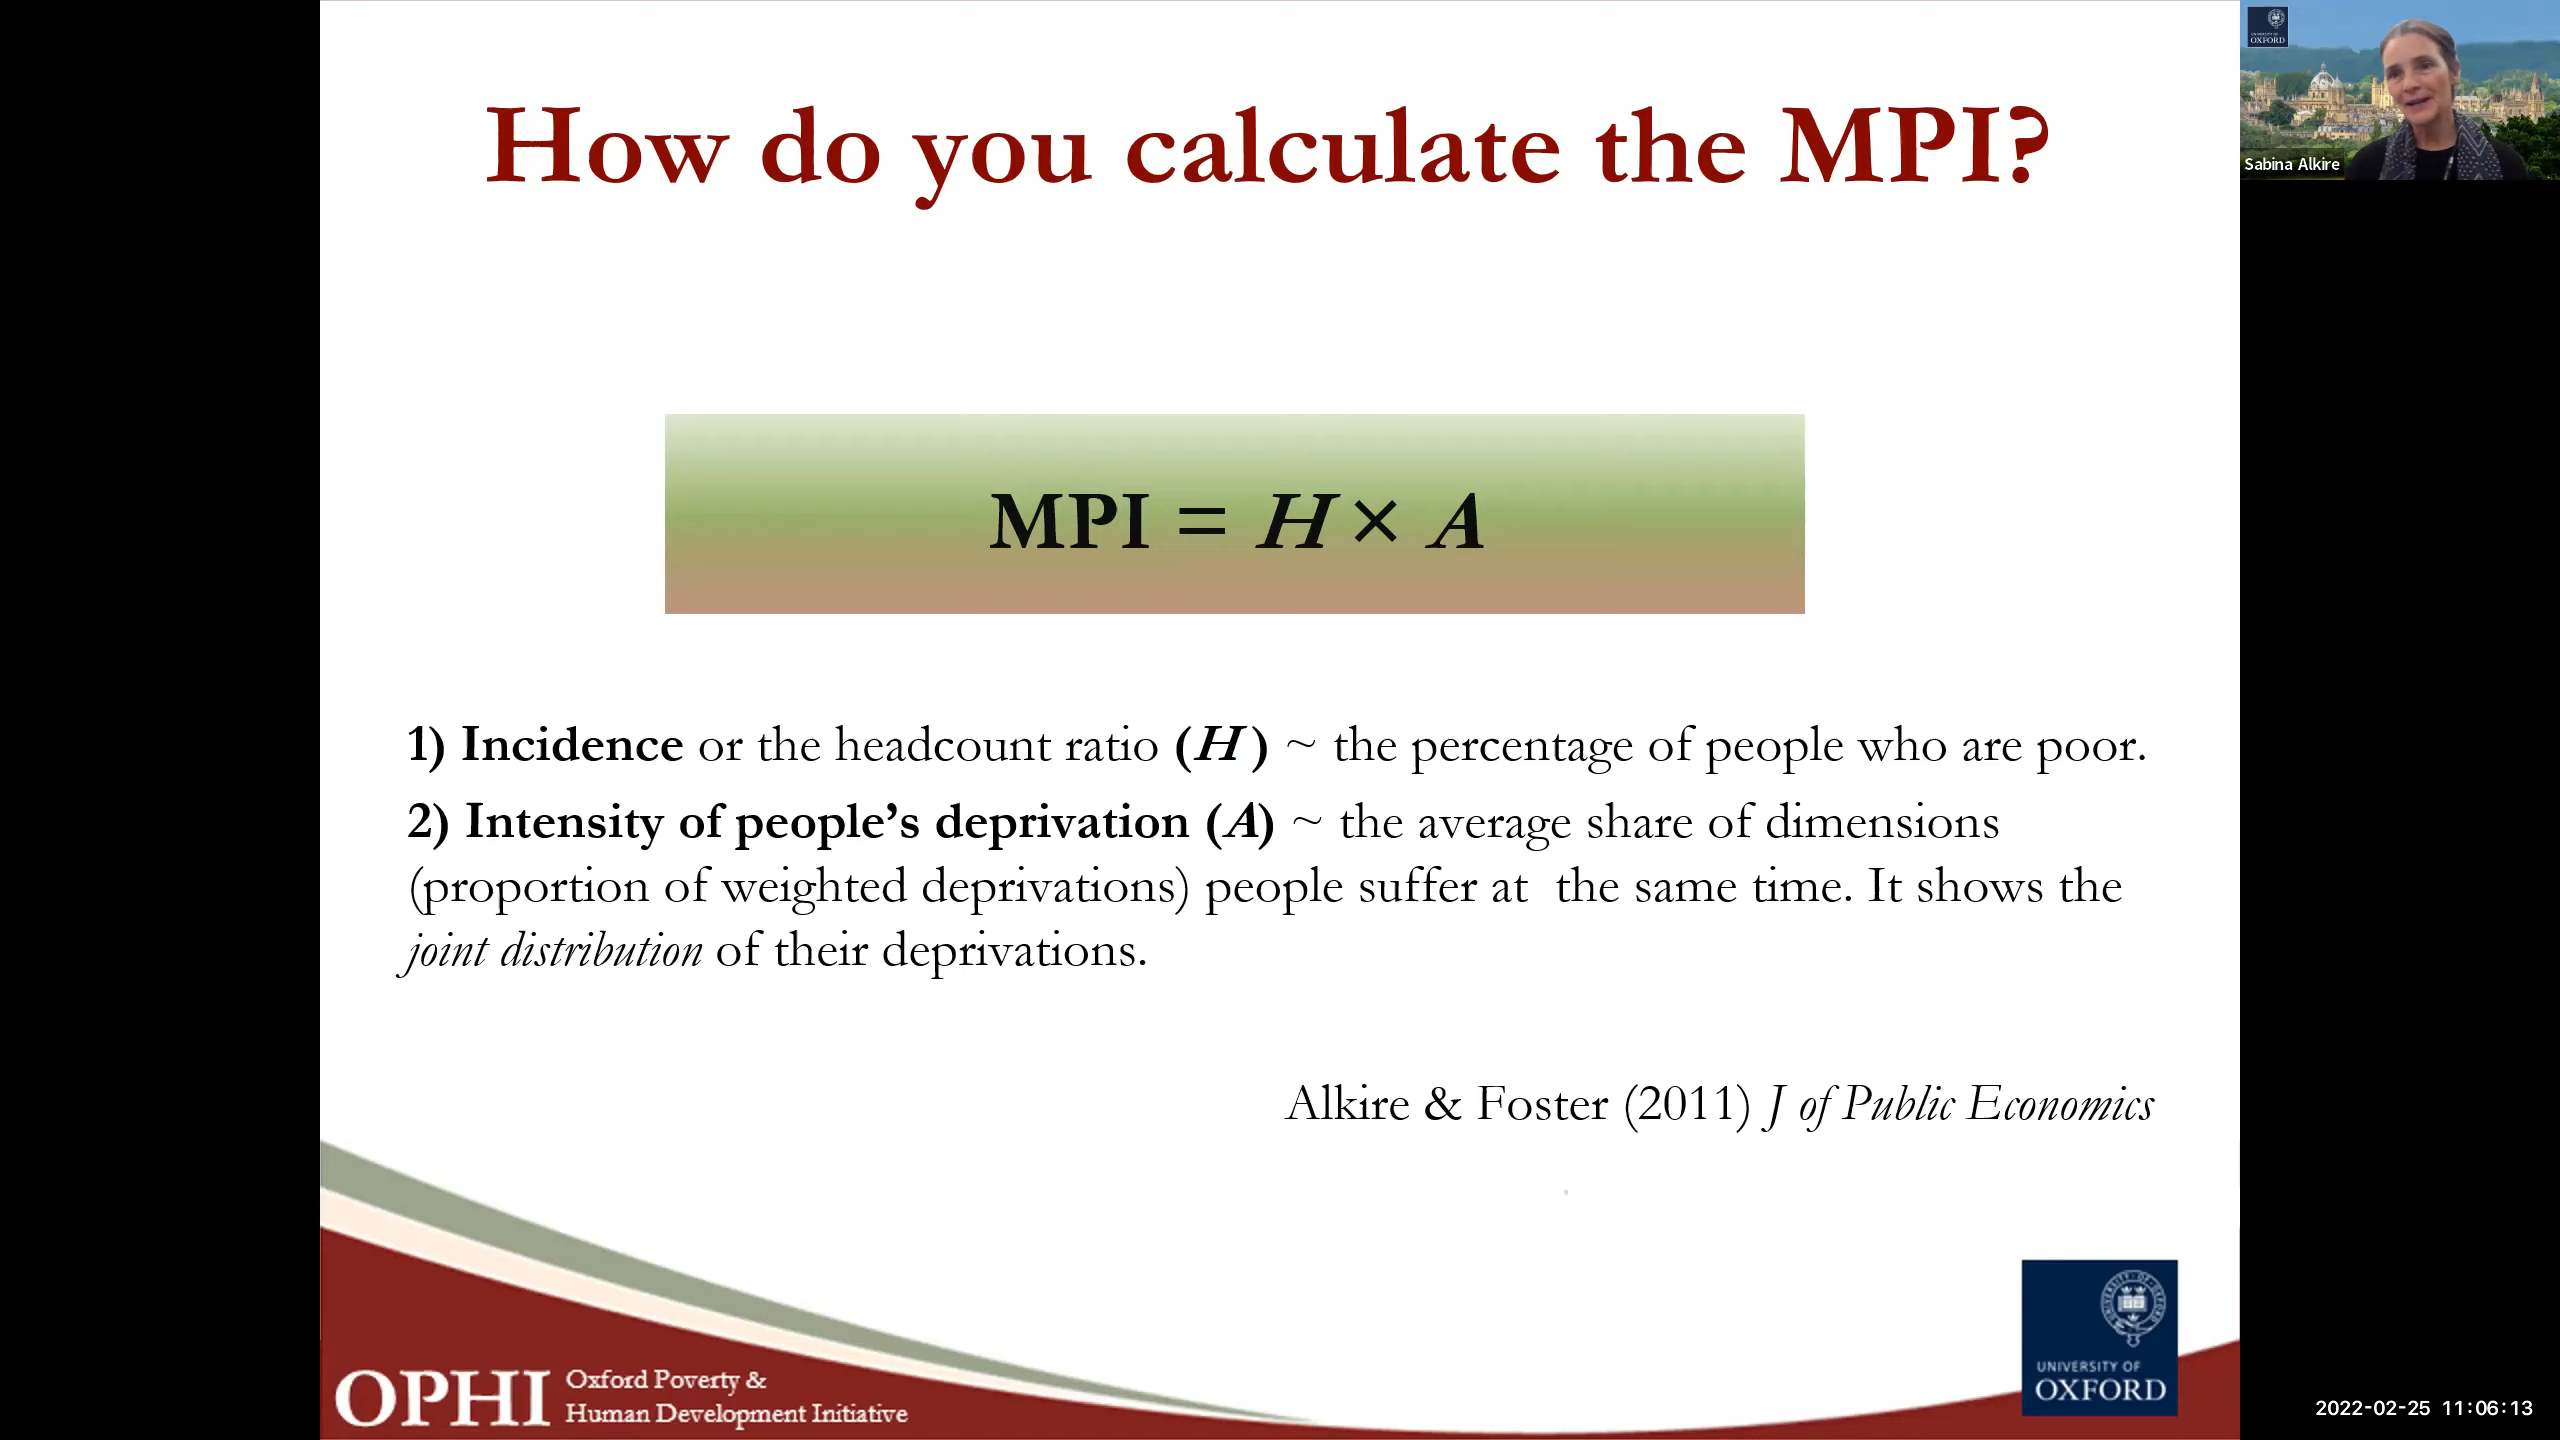 How do you calculate the MPI?
UNIVERSITY OF
OXFORD
Sabina Alkire
MPI = H × A
1) Incidence or the headcount ratio (H) ~ the percentage of people who are poor.
2) Intensity of people’s deprivation (A) ~ the average share of dimensions
(proportion of weighted deprivations) people suffer at the same time. It shows the
joint distribution of their deprivations.
Alkire & Foster (2011) J of Public Economics
OPHI
Oxford Poverty &
Human Development Initiative
UNIVERSITY OF
OXFORD
2022-02-25 11:06:13